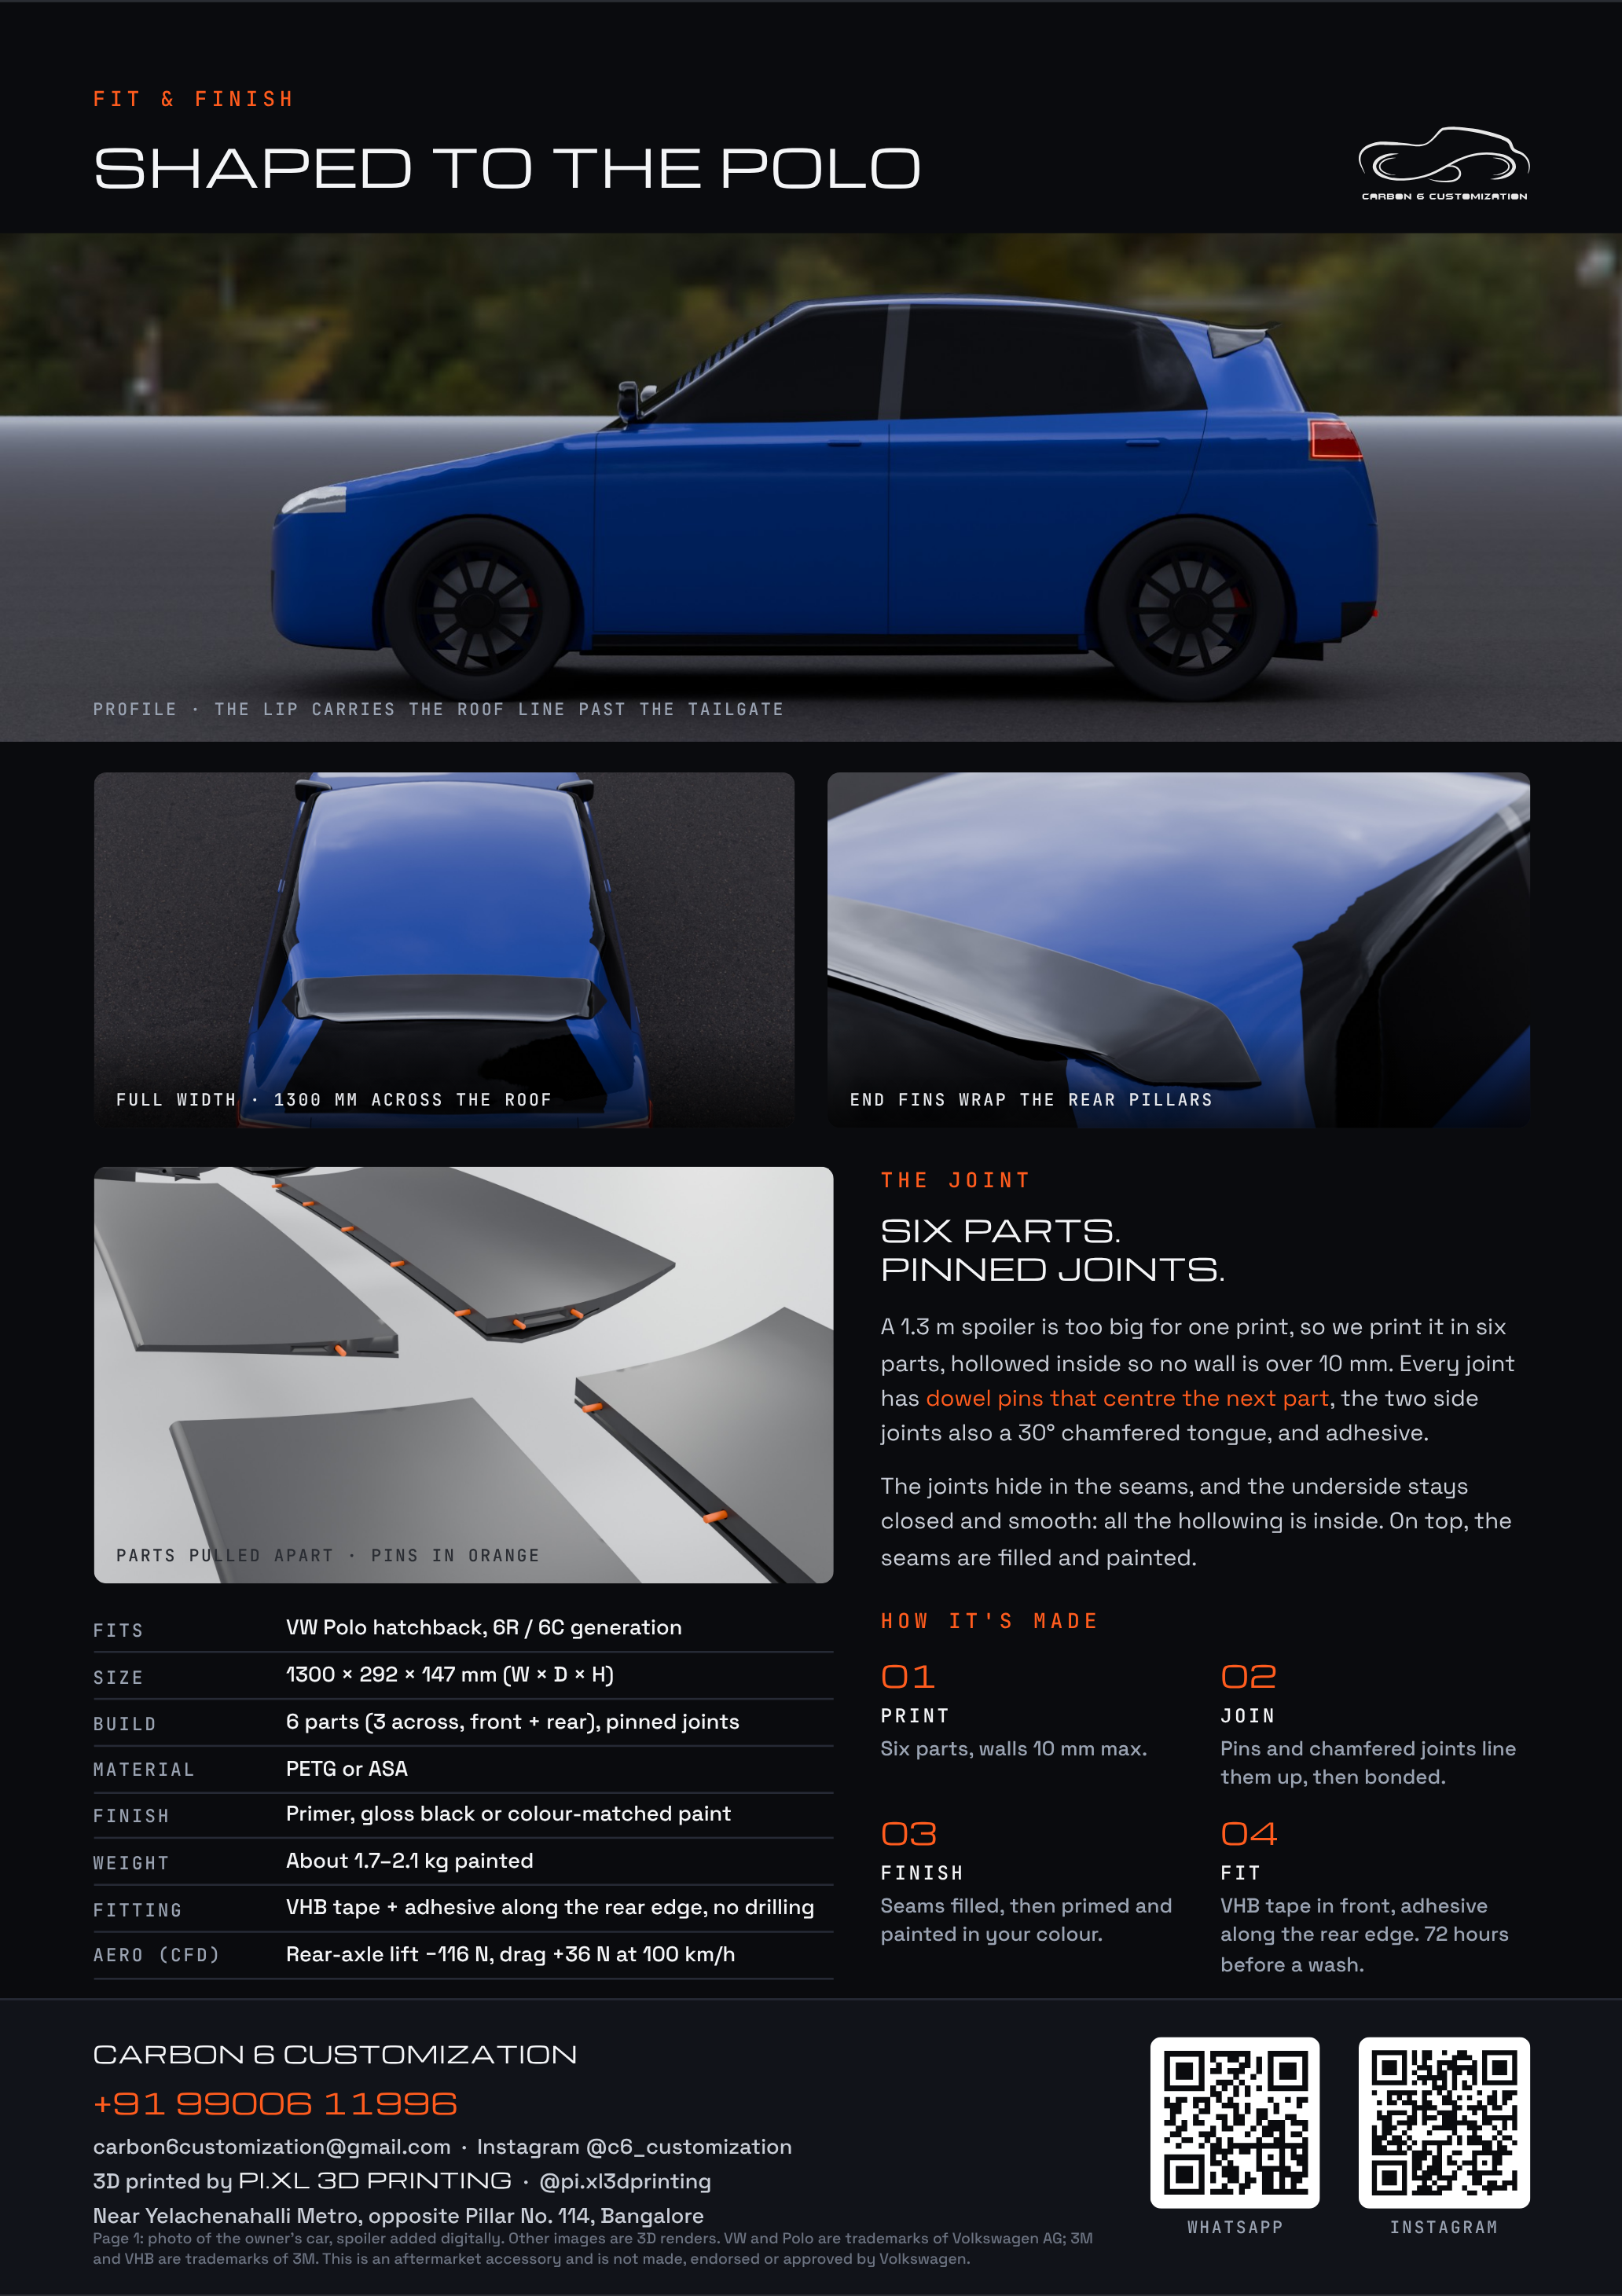 FIT & FINISH
SHAPED TO THE POLO
CARBON 6 CUSTOMIZATION
PROFILE · THE LIP CARRIES THE ROOF LINE PAST THE TAILGATE
FULL WIDTH · 1300 MM ACROSS THE ROOF
END FINS WRAP THE REAR PILLARS
PARTS PULLED APART · PINS IN ORANGE
THE JOINT
SIX PARTS.
PINNED JOINTS.
A 1.3 m spoiler is too big for one print, so we print it in six
parts, hollowed inside so no wall is over 10 mm. Every joint
has dowel pins that centre the next part, the two side
joints also a 30° chamfered tongue, and adhesive.
The joints hide in the seams, and the underside stays
closed and smooth: all the hollowing is inside. On top, the
seams are filled and painted.
FITS VW Polo hatchback, 6R / 6C generation
SIZE 1300 × 292 × 147 mm (W × D × H)
BUILD 6 parts (3 across, front + rear), pinned joints
MATERIAL PETG or ASA
FINISH Primer, gloss black or colour-matched paint
WEIGHT About 1.7–2.1 kg painted
FITTING VHB tape + adhesive along the rear edge, no drilling
AERO (CFD) Rear-axle lift −116 N, drag +36 N at 100 km/h
HOW IT'S MADE
01
PRINT
Six parts, walls 10 mm max.
02
JOIN
Pins and chamfered joints line
them up, then bonded.
03
FINISH
Seams filled, then primed and
painted in your colour.
04
FIT
VHB tape in front, adhesive
along the rear edge. 72 hours
before a wash.
CARBON 6 CUSTOMIZATION
+91 99006 11996
carbon6customization@gmail.com · Instagram @c6_customization
3D printed by PI.XL 3D PRINTING · @pi.xl3dprinting
Near Yelachenahalli Metro, opposite Pillar No. 114, Bangalore
Page 1: photo of the owner's car, spoiler added digitally. Other images are 3D renders. VW and Polo are trademarks of Volkswagen AG; 3M
and VHB are trademarks of 3M. This is an aftermarket accessory and is not made, endorsed or approved by Volkswagen.
WHATSAPP
INSTAGRAM